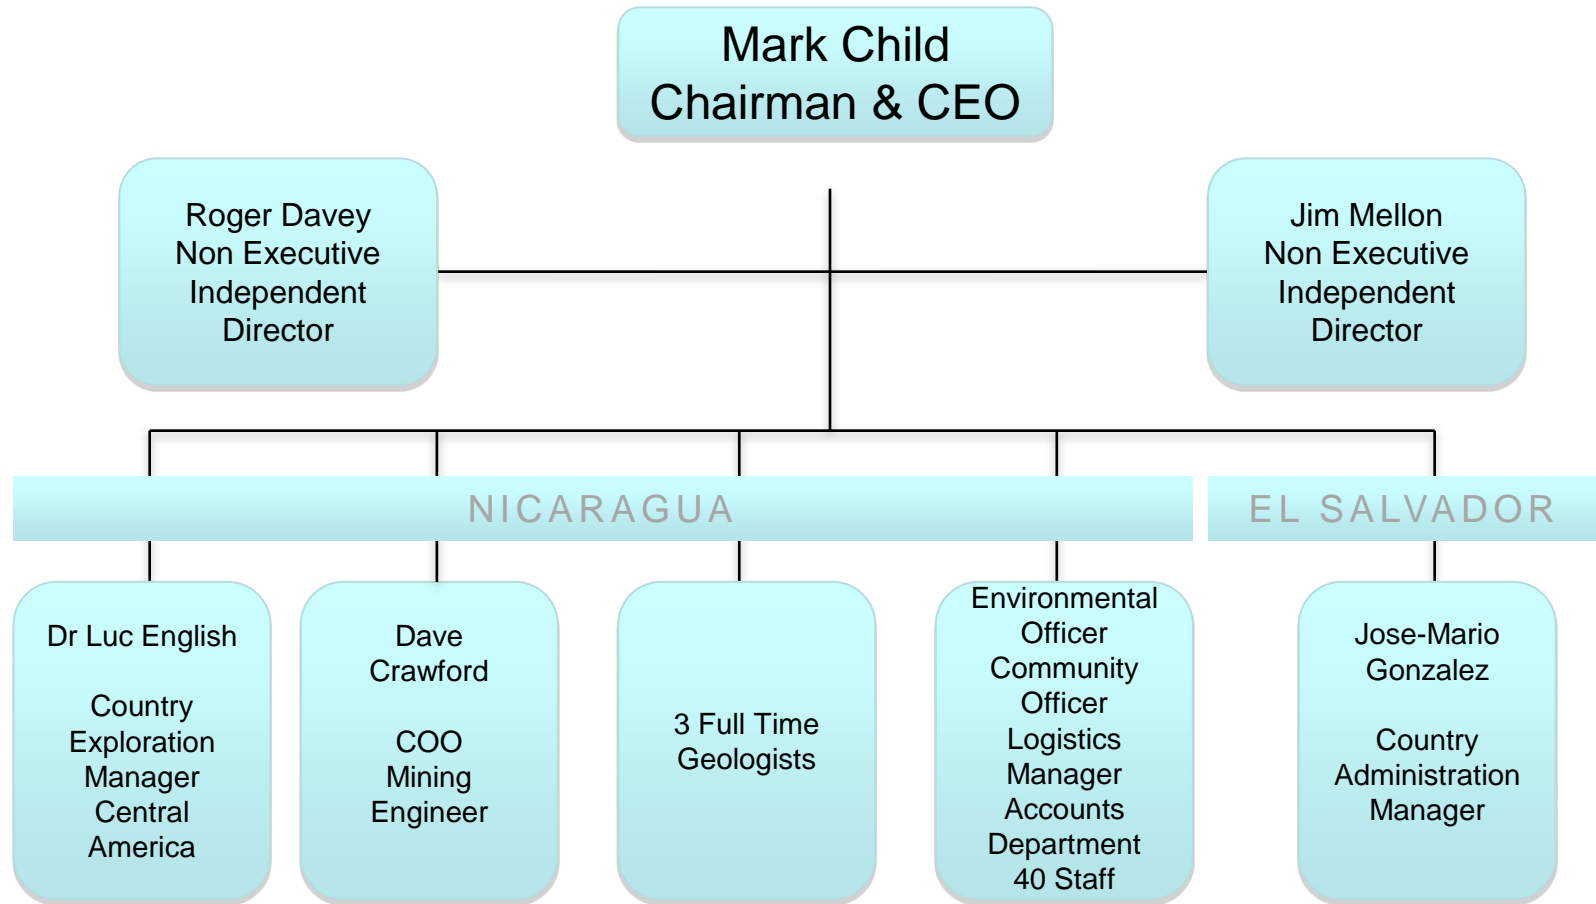 Mark Child
Chairman & CEO
Roger Davey
Non Executive
Independent
Director
Jim Mellon
Non Executive
Independent
Director
NICARAGUA
EL SALVADOR
Dr Luc English
Country
Exploration
Manager
Central
America
Dave
Crawford
COO
Mining
Engineer
3 Full Time
Geologists
Environmental
Officer
Community
Officer
Logistics
Manager
Accounts
Department
40 Staff
Jose-Mario
Gonzalez
Country
Administration
Manager